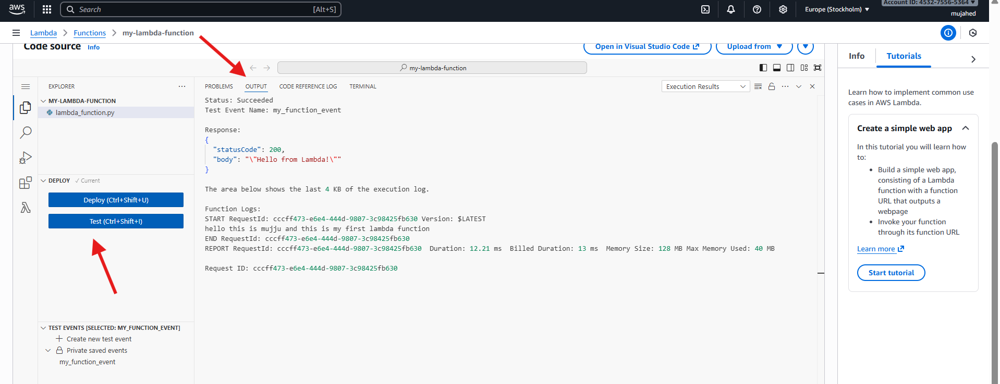 aws
Search
[Alt+S]
Europe (Stockholm)
Account ID: 4532-7556-5364
mujahed
Lambda
Functions
my-lambda-function
Code source
Info
Open in Visual Studio Code
Upload from
my-lambda-function
EXPLORER
MY-LAMBDA-FUNCTION
lambda_function.py
DEPLOY
Current
Deploy (Ctrl+Shift+U)
Test (Ctrl+Shift+I)
TEST EVENTS [SELECTED: MY_FUNCTION_EVENT]
Create new test event
Private saved events
my_function_event
PROBLEMS
OUTPUT
CODE REFERENCE LOG
TERMINAL
Execution Results
Status: Succeeded
Test Event Name: my_function_event
Response:
{
"statusCode": 200,
"body": "\"Hello from Lambda!\""
}
The area below shows the last 4 KB of the execution log.
Function Logs:
START RequestId: cccff473-e6e4-444d-9807-3c98425fb630 Version: $LATEST
hello this is mujju and this is my first lambda function
END RequestId: cccff473-e6e4-444d-9807-3c98425fb630
REPORT RequestId: cccff473-e6e4-444d-9807-3c98425fb630  Duration: 12.21 ms  Billed Duration: 13 ms  Memory Size: 128 MB Max Memory Used: 40 MB
Request ID: cccff473-e6e4-444d-9807-3c98425fb630
Info
Tutorials
Learn how to implement common use
cases in AWS Lambda.
Create a simple web app
In this tutorial you will learn how
to:
• Build a simple web app,
consisting of a Lambda
function with a function
URL that outputs a
webpage
• Invoke your function
through its function URL
Learn more
Start tutorial